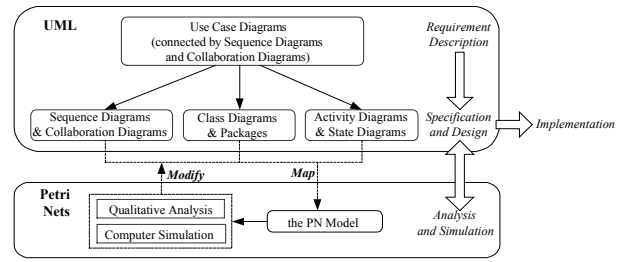 UML
Use Case Diagrams
(connected by Sequence Diagrams
and Collaboration Diagrams)
Requirement
Description
Sequence Diagrams
& Collaboration Diagrams
Class Diagrams
& Packages
Activity Diagrams
& State Diagrams
Specification
and Design
Implementation
Modify
Map
Petri
Nets
Qualitative Analysis
Computer Simulation
the PN Model
Analysis
and Simulation